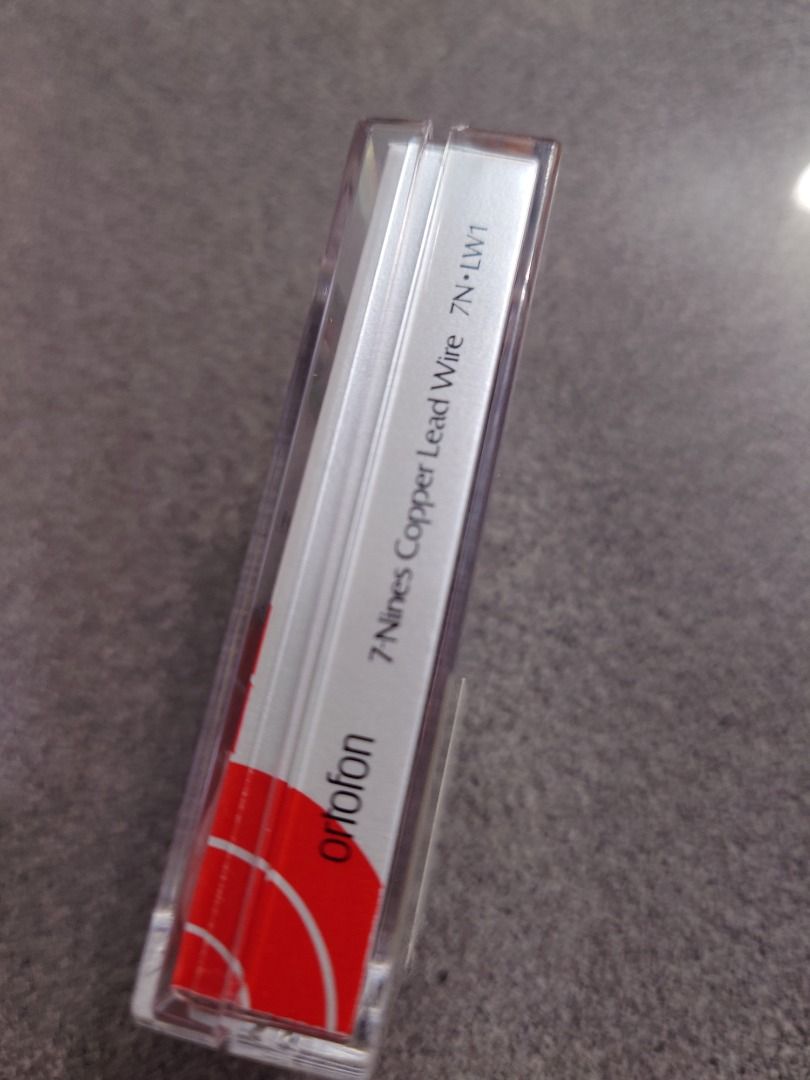 ortofon
7-Nines Copper Lead Wire 7N•LW1